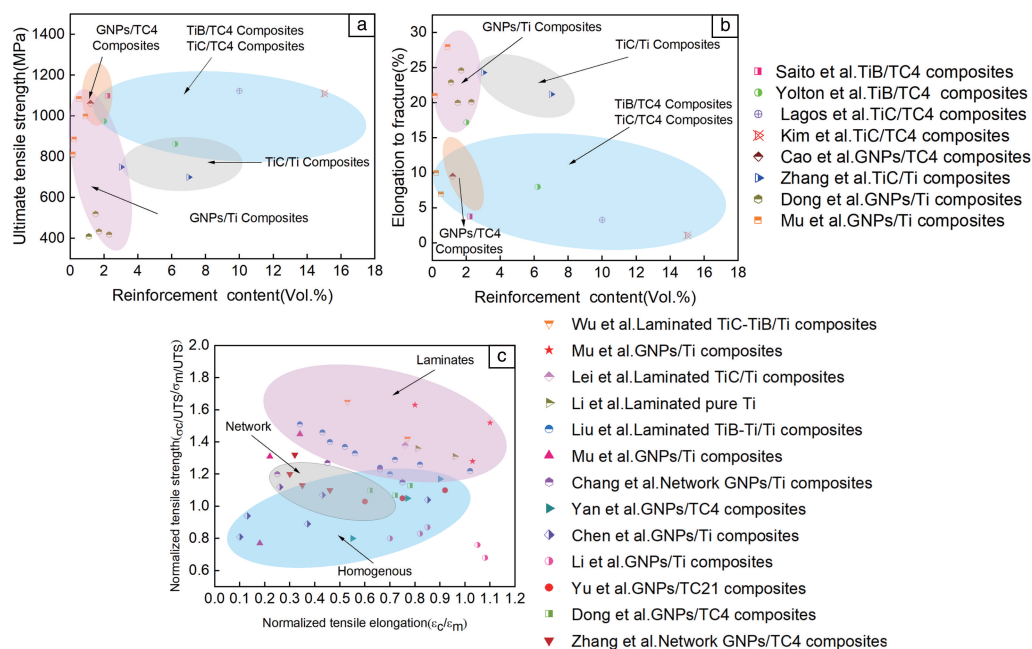 a
Ultimate tensile strength(MPa)
1400
1200
1000
800
600
400
GNPs/TC4
Composites
TiB/TC4 Composites
TiC/TC4 Composites
TiC/Ti Composites
GNPs/Ti Composites
0 2 4 6 8 10 12 14 16 18
Reinforcement content(Vol.%)
b
Elongation to fracture(%)
30
25
20
15
10
5
0
GNPs/Ti Composites
TiC/Ti Composites
TiB/TC4 Composites
TiC/TC4 Composites
GNPs/TC4
Composites
0 2 4 6 8 10 12 14 16 18
Reinforcement content(Vol.%)
Saito et al.TiB/TC4 composites
Yolton et al.TiB/TC4 composites
Lagos et al.TiC/TC4 composites
Kim et al.TiC/TC4 composites
Cao et al.GNPs/TC4 composites
Zhang et al.TiC/Ti composites
Dong et al.GNPs/Ti composites
Mu et al.GNPs/Ti composites
c
Normalized tensile strength(σc/UTS/σm/UTS)
2.0
1.8
1.6
1.4
1.2
1.0
0.8
0.6
Laminates
Network
Homogenous
0.0 0.1 0.2 0.3 0.4 0.5 0.6 0.7 0.8 0.9 1.0 1.1 1.2
Normalized tensile elongation(εc/εm)
Wu et al.Laminated TiC-TiB/Ti composites
Mu et al.GNPs/Ti composites
Lei et al.Laminated TiC/Ti composites
Li et al.Laminated pure Ti
Liu et al.Laminated TiB-Ti/Ti composites
Mu et al.GNPs/Ti composites
Chang et al.Network GNPs/Ti composites
Yan et al.GNPs/TC4 composites
Chen et al.GNPs/Ti composites
Li et al.GNPs/Ti composites
Yu et al.GNPs/TC21 composites
Dong et al.GNPs/TC4 composites
Zhang et al.Network GNPs/TC4 composites